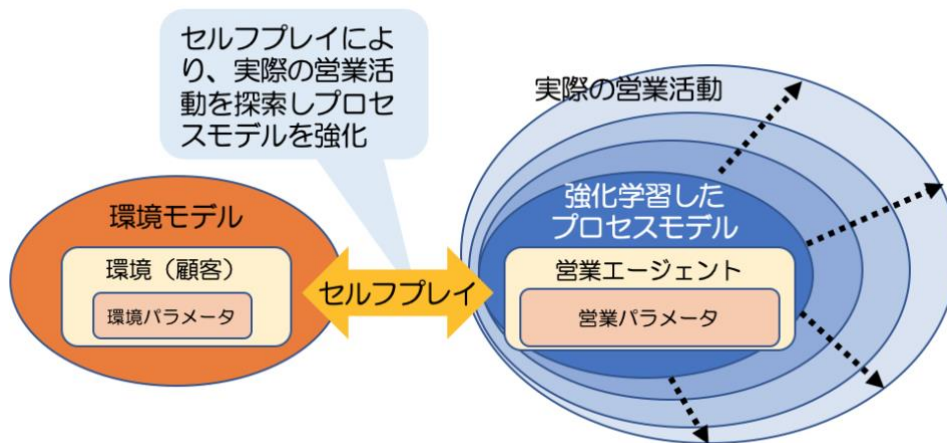 セルフプレイによ
り、実際の営業活
動を探索しプロセ
スモデルを強化
実際の営業活動
環境モデル
環境（顧客）
環境パラメータ
セルフプレイ
強化学習した
プロセスモデル
営業エージェント
営業パラメータ